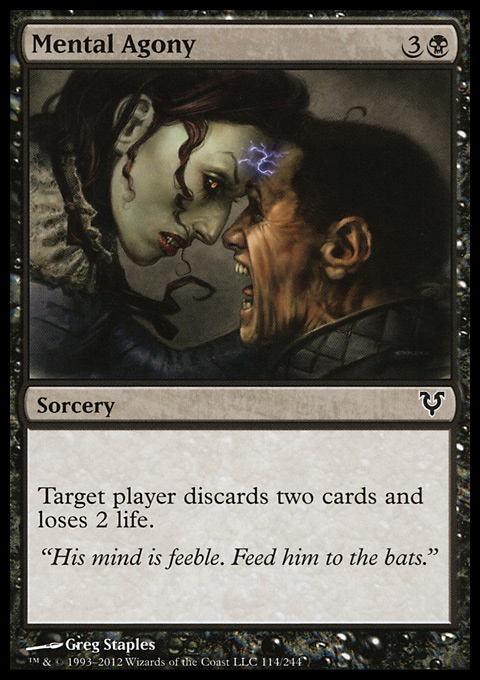 Mental Agony 3
Sorcery
Target player discards two cards and
loses 2 life.
“His mind is feeble. Feed him to the bats.”
Greg Staples
™ & © 1993–2012 Wizards of the Coast LLC 114/244